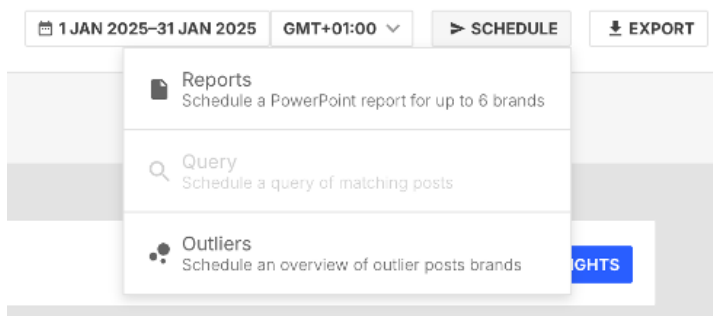 1 JAN 2025–31 JAN 2025 GMT+01:00 SCHEDULE EXPORT
Reports
Schedule a PowerPoint report for up to 6 brands
Query
Schedule a query of matching posts
Outliers
Schedule an overview of outlier posts brands